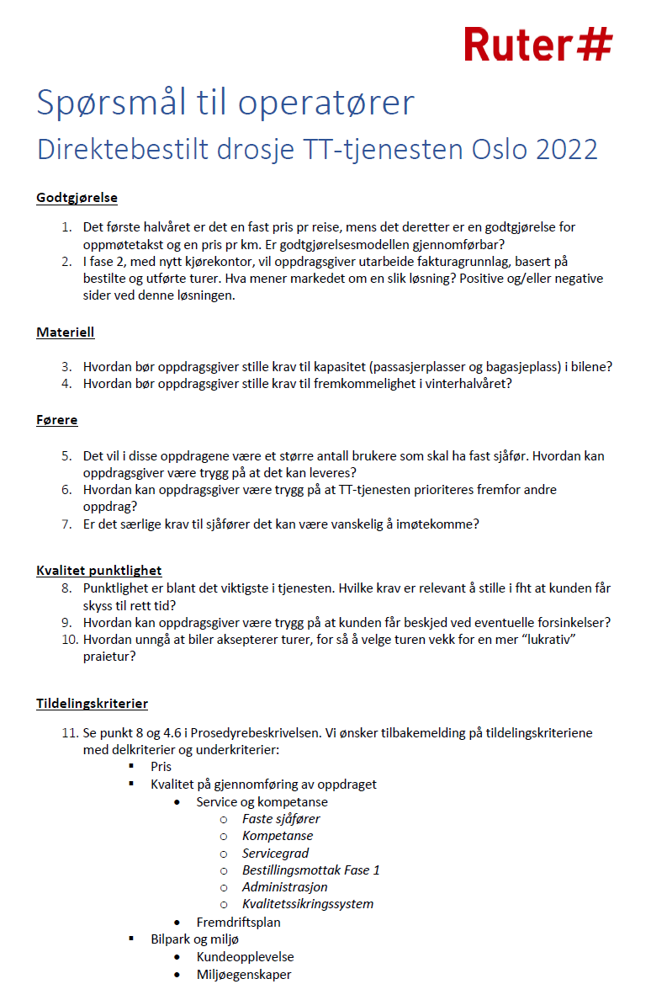 Ruter#
Spørsmål til operatører
Direktebestilt drosje TT-tjenesten Oslo 2022
Godtgjørelse
1. Det første halvåret er det en fast pris pr reise, mens det deretter er en godtgjørelse for
oppmøtetakst og en pris pr km. Er godtgjørelsesmodellen gjennomførbar?
2. I fase 2, med nytt kjørekontor, vil oppdragsgiver utarbeide fakturagrunnlag, basert på
bestilte og utførte turer. Hva mener markedet om en slik løsning? Positive og/eller negative
sider ved denne løsningen.
Materiell
3. Hvordan bør oppdragsgiver stille krav til kapasitet (passasjerplasser og bagasjeplass) i bilene?
4. Hvordan bør oppdragsgiver stille krav til fremkommelighet i vinterhalvåret?
Førere
5. Det vil i disse oppdragene være et større antall brukere som skal ha fast sjåfør. Hvordan kan
oppdragsgiver være trygg på at det kan leveres?
6. Hvordan kan oppdragsgiver være trygg på at TT-tjenesten prioriteres fremfor andre
oppdrag?
7. Er det særlige krav til sjåfører det kan være vanskelig å imøtekomme?
Kvalitet punktlighet
8. Punktlighet er blant det viktigste i tjenesten. Hvilke krav er relevant å stille i fht at kunden får
skyss til rett tid?
9. Hvordan kan oppdragsgiver være trygg på at kunden får beskjed ved eventuelle forsinkelser?
10. Hvordan unngå at biler aksepterer turer, for så å velge turen vekk for en mer “lukrativ”
praietur?
Tildelingskriterier
11. Se punkt 8 og 4.6 i Prosedyrebeskrivelsen. Vi ønsker tilbakemelding på tildelingskriteriene
med delkriterier og underkriterier:
▪ Pris
▪ Kvalitet på gjennomføring av oppdraget
• Service og kompetanse
o Faste sjåfører
o Kompetanse
o Servicegrad
o Bestillingsmottak Fase 1
o Administrasjon
o Kvalitetssikringssystem
• Fremdriftsplan
▪ Bilpark og miljø
• Kundeopplevelse
• Miljøegenskaper